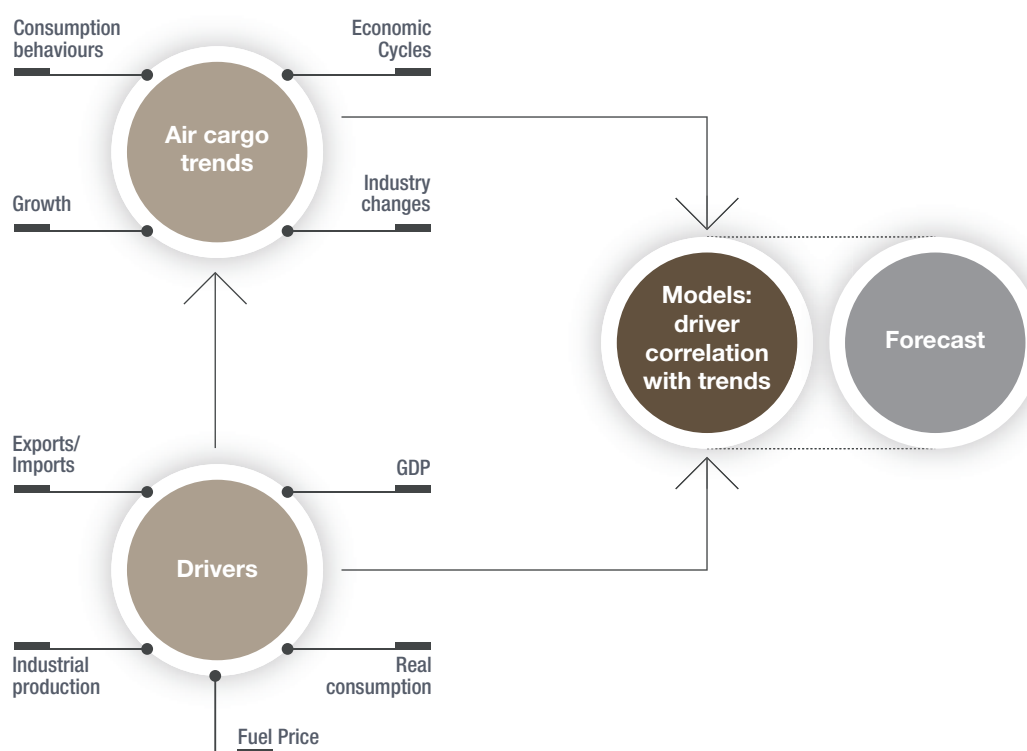 Consumption
behaviours
Economic
Cycles
Air cargo
trends
Growth
Industry
changes
Models:
driver
correlation
with trends
Forecast
Exports/
Imports
GDP
Drivers
Industrial
production
Real
consumption
Fuel Price